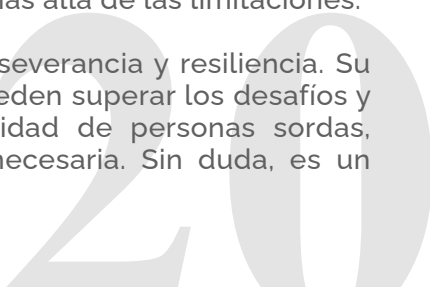 más allá de las limitaciones.
severancia y resiliencia. Su
eden superar los desafíos y
idad de personas sordas,
necesaria. Sin duda, es un
20